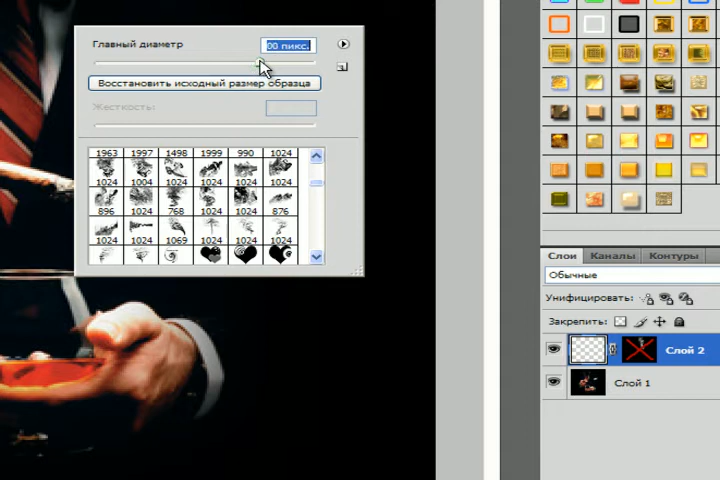 Главный диаметр
00 пикс.
Восстановить исходный размер образца
Жесткость:
1963 1997 1498 1999 990 1024
1024 1004 1024 1024 1024 1024
896 1024 768 1024 1024 876
1024 1024 1069 1024 1024 1024
Слои Каналы Контуры
Обычные
Унифицировать:
Закрепить:
Слой 2
Слой 1